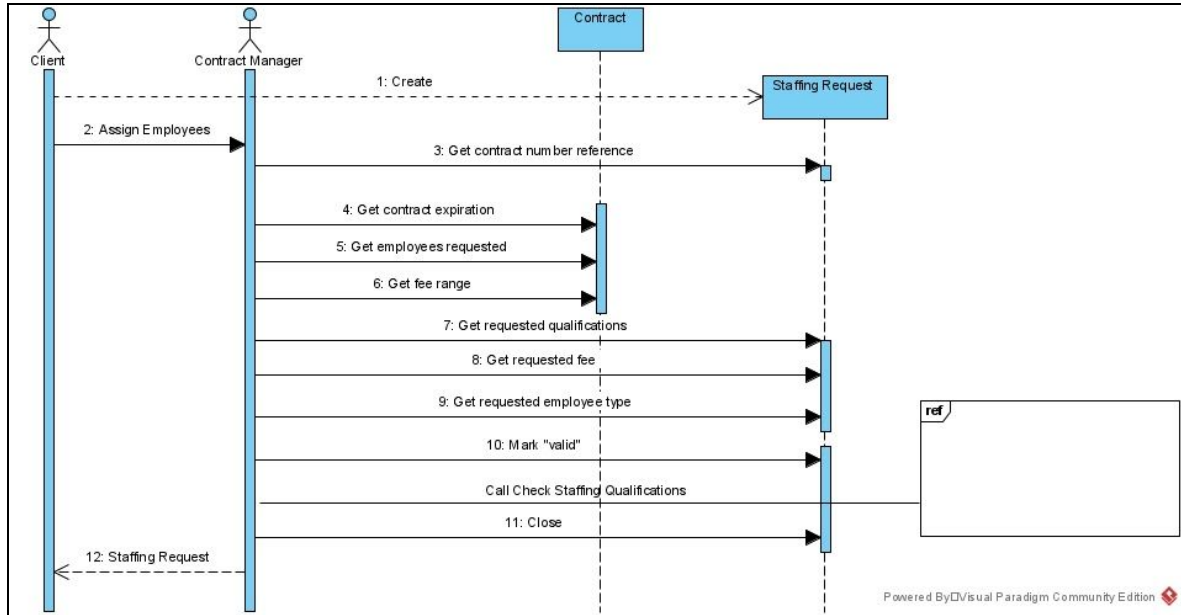 Contract
Client
Contract Manager
1: Create
Staffing Request
2: Assign Employees
3: Get contract number reference
4: Get contract expiration
5: Get employees requested
6: Get fee range
7: Get requested qualifications
8: Get requested fee
9: Get requested employee type
ref
10: Mark "valid"
Call Check Staffing Qualifications
11: Close
12: Staffing Request
Powered By□Visual Paradigm Community Edition